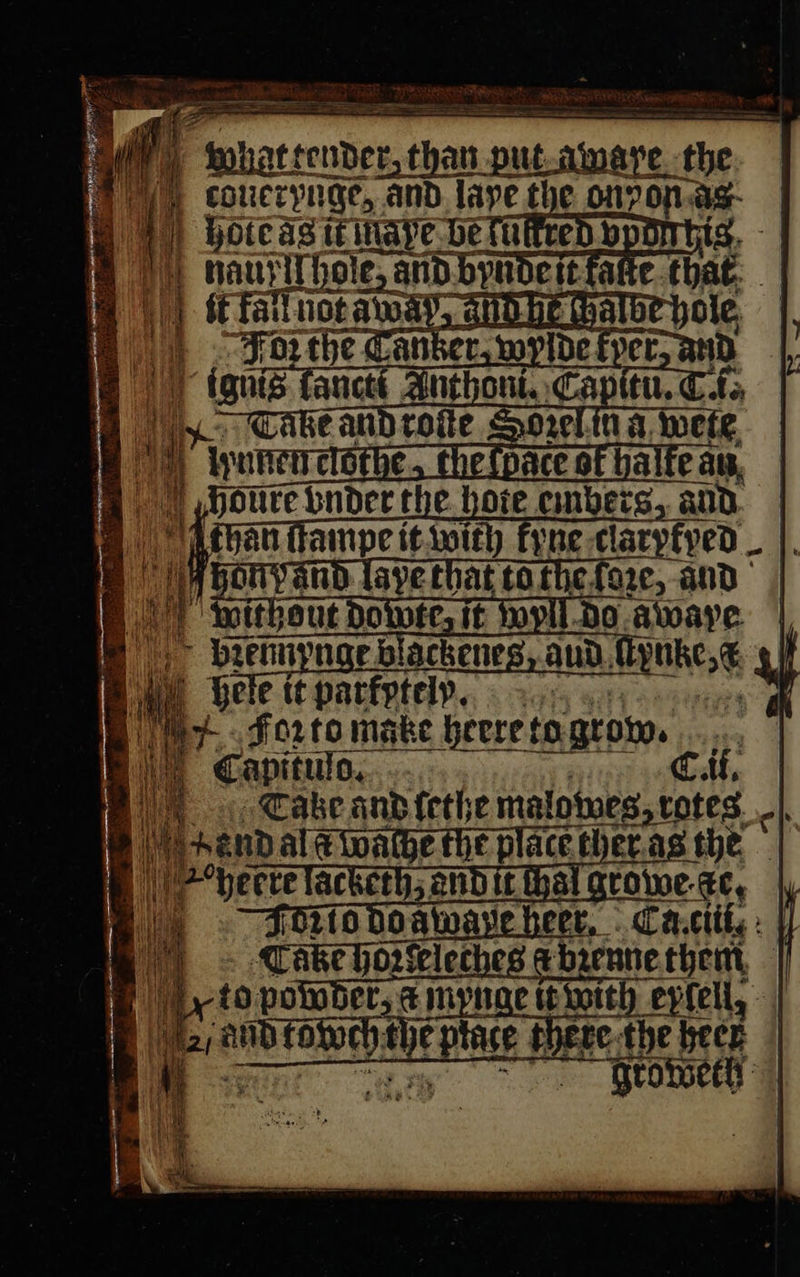 what tender, than put awaye the
couerynge, and laye the onyon as
hote as it maye be suffred vpon his
nauyll hole, and bynde it faste that
it fall not away, and he shalbe hole
For the Canker, wylde fyer, and
ignis sancti Anthoni. Capitu. C.i.
Take and roste Sorel in a wete
lynnen clothe, the space of halfe an
houre vnder the hote embers, and
than stampe it with fyne claryfyed
hony and laye that to the sore, and
without dowte, it wyll do awaye
brennynge blackenes, and stynke, &
hele it parfytely.
For to make heere to grow.
Capitulo. C.ii.
Take and sethe malowes, rotes
and al & washe the place ther as the
heere lacketh, and it shal growe. &c.
For to do awaye heer. Ca.ciii.
Take horseleches & brenne them
to powder, & mynge it with eysell,
and towch the place there the heer
groweth